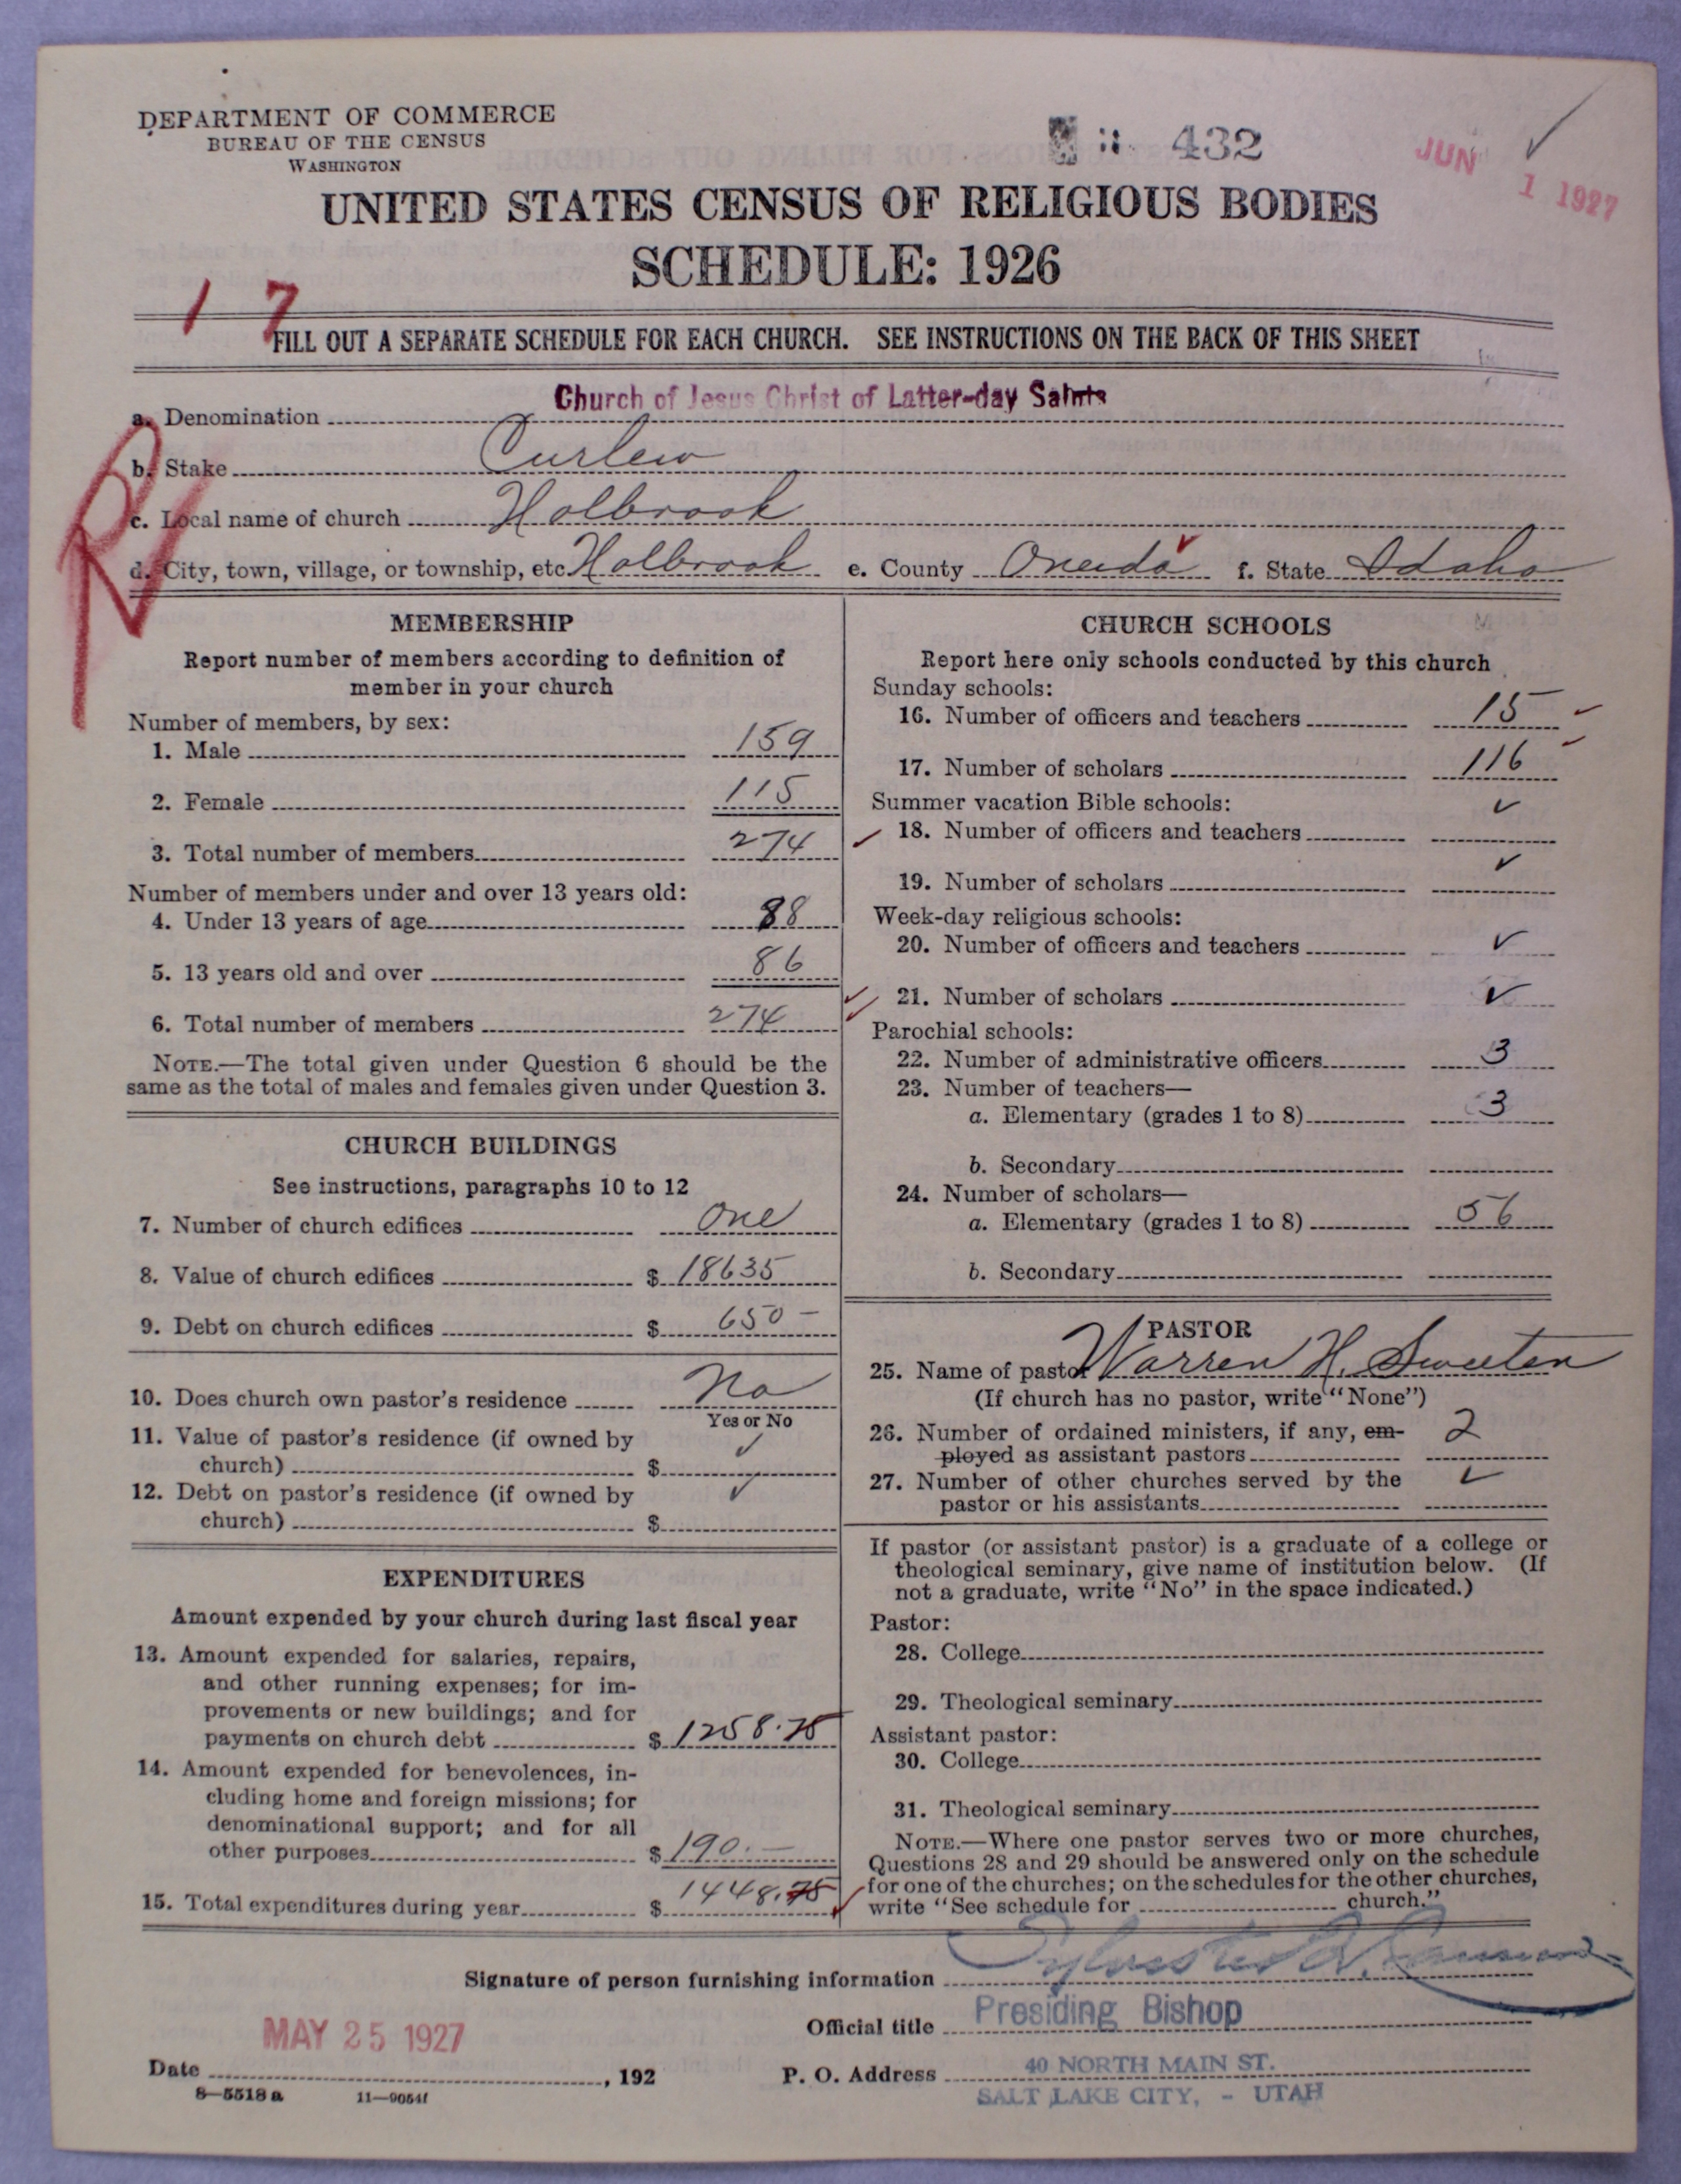 DEPARTMENT OF COMMERCE
BUREAU OF THE CENSUS
WASHINGTON
432
JUN 1 1927
UNITED STATES CENSUS OF RELIGIOUS BODIES
SCHEDULE: 1926
1 7
FILL OUT A SEPARATE SCHEDULE FOR EACH CHURCH. SEE INSTRUCTIONS ON THE BACK OF THIS SHEET
a. Denomination Church of Jesus Christ of Latter-day Saints
b. Stake Curlew
c. Local name of church Holbrook
d. City, town, village, or township, etc Holbrook e. County Oneida f. State Idaho
MEMBERSHIP
Report number of members according to definition of
member in your church
Number of members, by sex:
1. Male 159
2. Female 115
3. Total number of members 274
Number of members under and over 13 years old:
4. Under 13 years of age 88
5. 13 years old and over 86
6. Total number of members 274
NOTE.—The total given under Question 6 should be the
same as the total of males and females given under Question 3.
CHURCH BUILDINGS
See instructions, paragraphs 10 to 12
7. Number of church edifices One
8. Value of church edifices $ 18635
9. Debt on church edifices $ 650 –
10. Does church own pastor's residence No
Yes or No
11. Value of pastor's residence (if owned by
church) $ ✓
12. Debt on pastor's residence (if owned by
church) $ ✓
EXPENDITURES
Amount expended by your church during last fiscal year
13. Amount expended for salaries, repairs,
and other running expenses; for im-
provements or new buildings; and for
payments on church debt $ 1258.75
14. Amount expended for benevolences, in-
cluding home and foreign missions; for
denominational support; and for all
other purposes $ 190.—
15. Total expenditures during year $ 1448.75
CHURCH SCHOOLS
Report here only schools conducted by this church
Sunday schools:
16. Number of officers and teachers 15
17. Number of scholars 116
Summer vacation Bible schools:
18. Number of officers and teachers ✓
19. Number of scholars ✓
Week-day religious schools:
20. Number of officers and teachers ✓
21. Number of scholars ✓
Parochial schools:
22. Number of administrative officers 3
23. Number of teachers—
a. Elementary (grades 1 to 8) 3
b. Secondary
24. Number of scholars—
a. Elementary (grades 1 to 8) 56
b. Secondary
PASTOR
25. Name of pastor Warren H. Sweeten
(If church has no pastor, write "None")
26. Number of ordained ministers, if any, em-
ployed as assistant pastors 2
27. Number of other churches served by the
pastor or his assistants ✓
If pastor (or assistant pastor) is a graduate of a college or
theological seminary, give name of institution below. (If
not a graduate, write "No" in the space indicated.)
Pastor:
28. College
29. Theological seminary
Assistant pastor:
30. College
31. Theological seminary
NOTE.—Where one pastor serves two or more churches,
Questions 28 and 29 should be answered only on the schedule
for one of the churches; on the schedules for the other churches,
write "See schedule for church."
Signature of person furnishing information Sylvester Q. Cannon
Official title Presiding Bishop
MAY 25 1927
Date , 192
P. O. Address 40 NORTH MAIN ST.
SALT LAKE CITY, - UTAH
8—5518 a 11—9054f